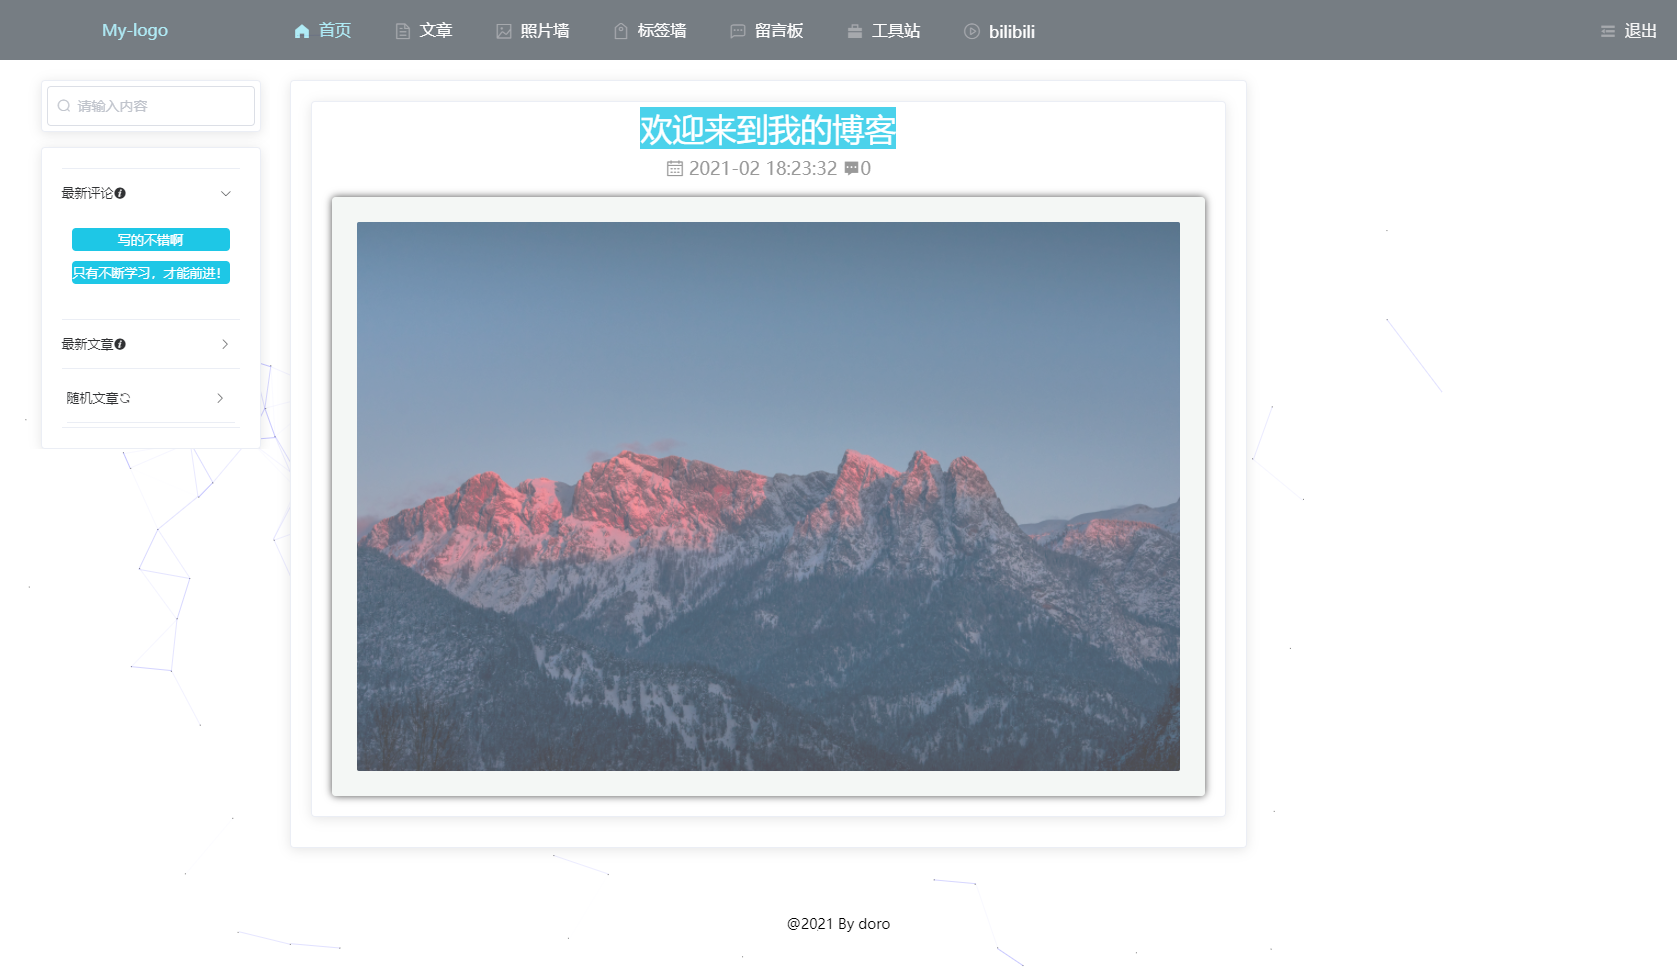 My-logo 首页 文章 照片墙 标签墙 留言板 工具站 bilibili 退出
请输入内容
最新评论
写的不错啊
只有不断学习，才能前进！
最新文章
随机文章
欢迎来到我的博客
2021-02 18:23:32 0
@2021 By doro